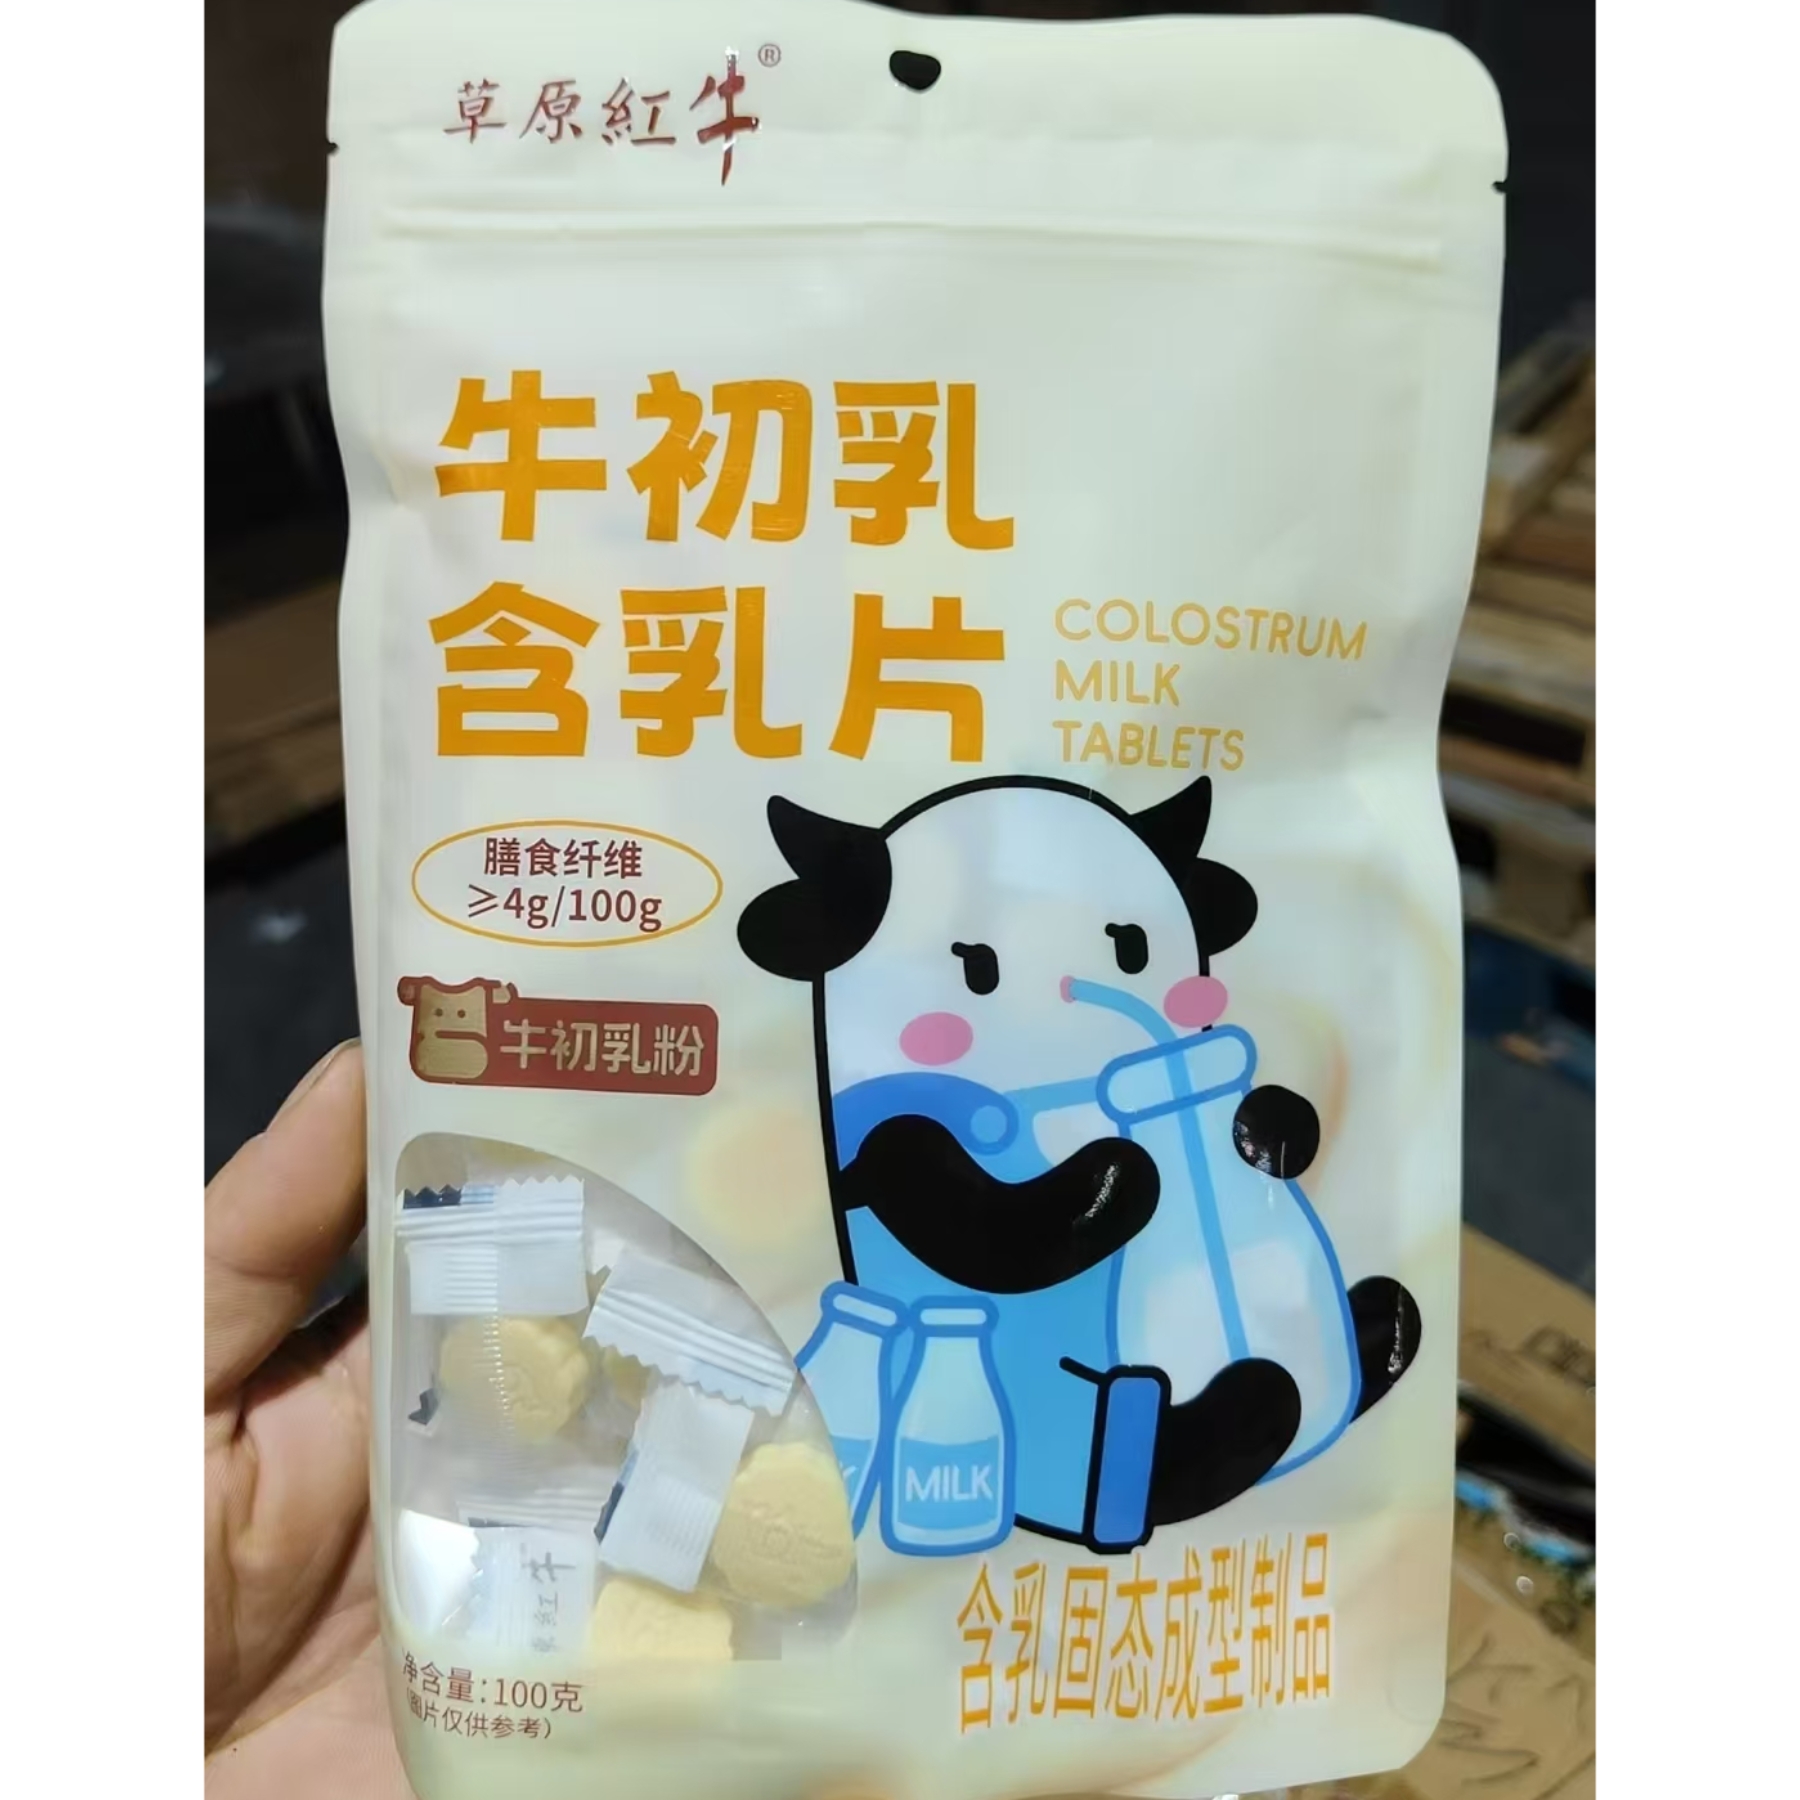 草原紅牛®
牛初乳
含乳片
COLOSTRUM
MILK
TABLETS
膳食纤维
≥4g/100g
牛初乳粉
MILK
紅牛
含乳固态成型制品
净含量:100克
(图片仅供参考)